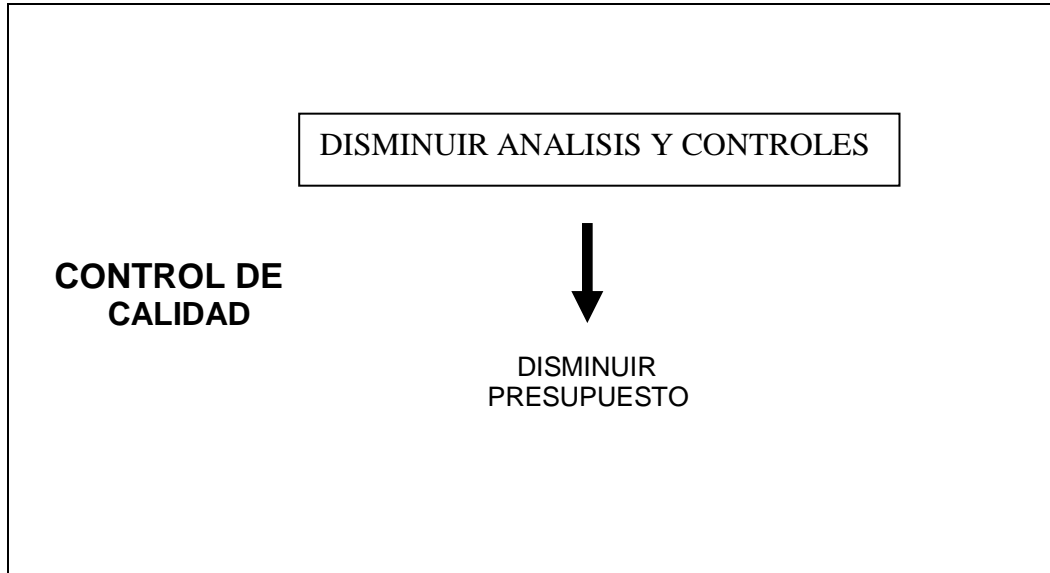 DISMINUIR ANALISIS Y CONTROLES
CONTROL DE
CALIDAD
DISMINUIR
PRESUPUESTO